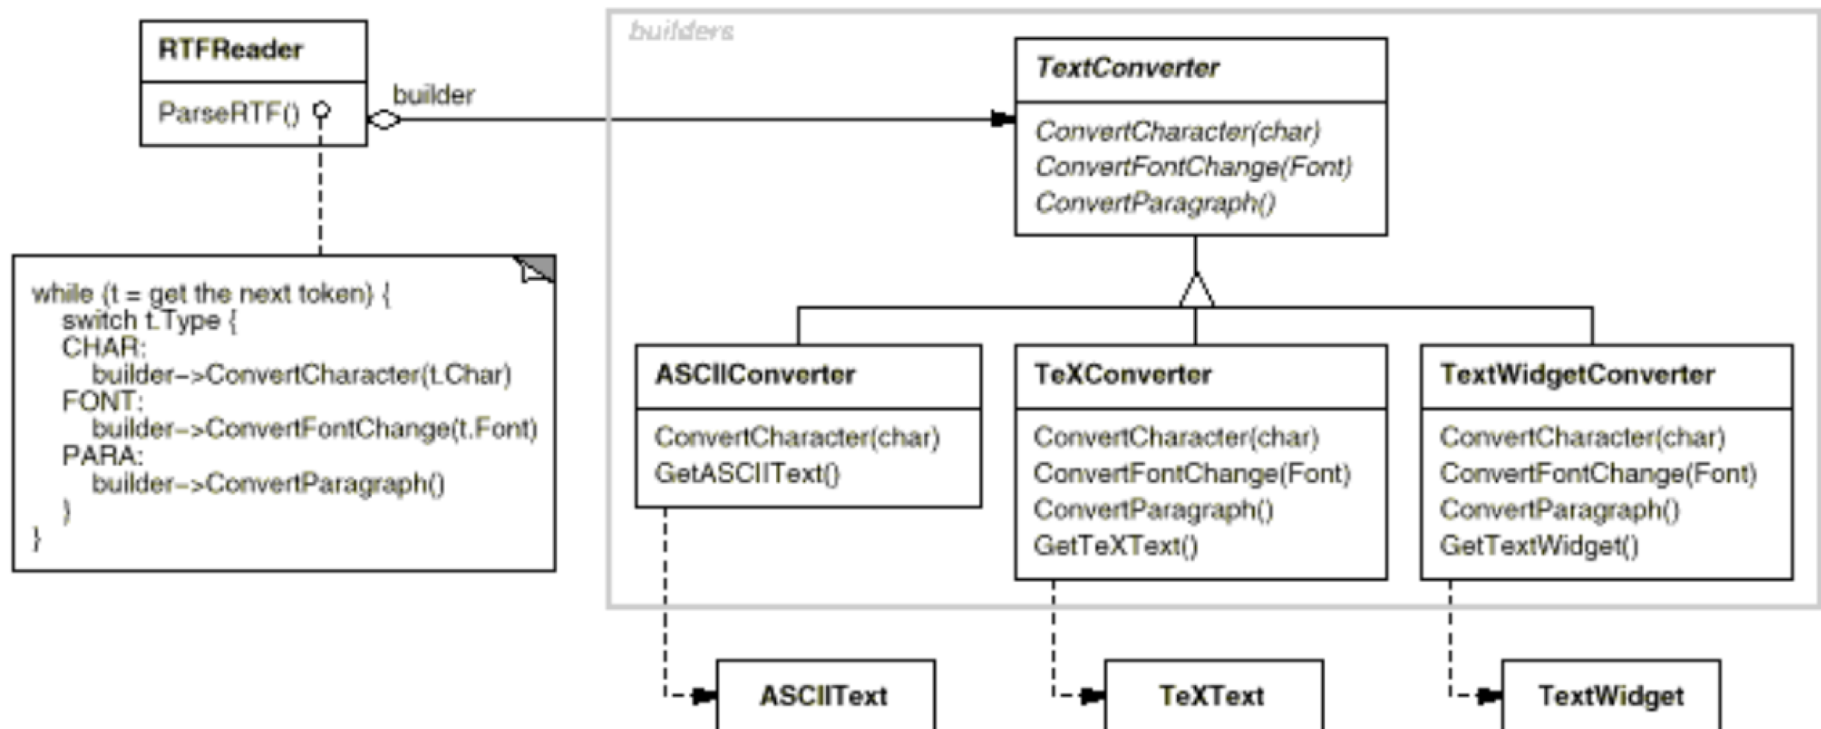 RTFReader
ParseRTF()
builder
builders
TextConverter
ConvertCharacter(char)
ConvertFontChange(Font)
ConvertParagraph()
while (t = get the next token) {
switch t.Type {
CHAR:
builder->ConvertCharacter(t.Char)
FONT:
builder->ConvertFontChange(t.Font)
PARA:
builder->ConvertParagraph()
}
}
ASCIIConverter
ConvertCharacter(char)
GetASCIIText()
TeXConverter
ConvertCharacter(char)
ConvertFontChange(Font)
ConvertParagraph()
GetTeXText()
TextWidgetConverter
ConvertCharacter(char)
ConvertFontChange(Font)
ConvertParagraph()
GetTextWidget()
ASCIIText
TeXText
TextWidget